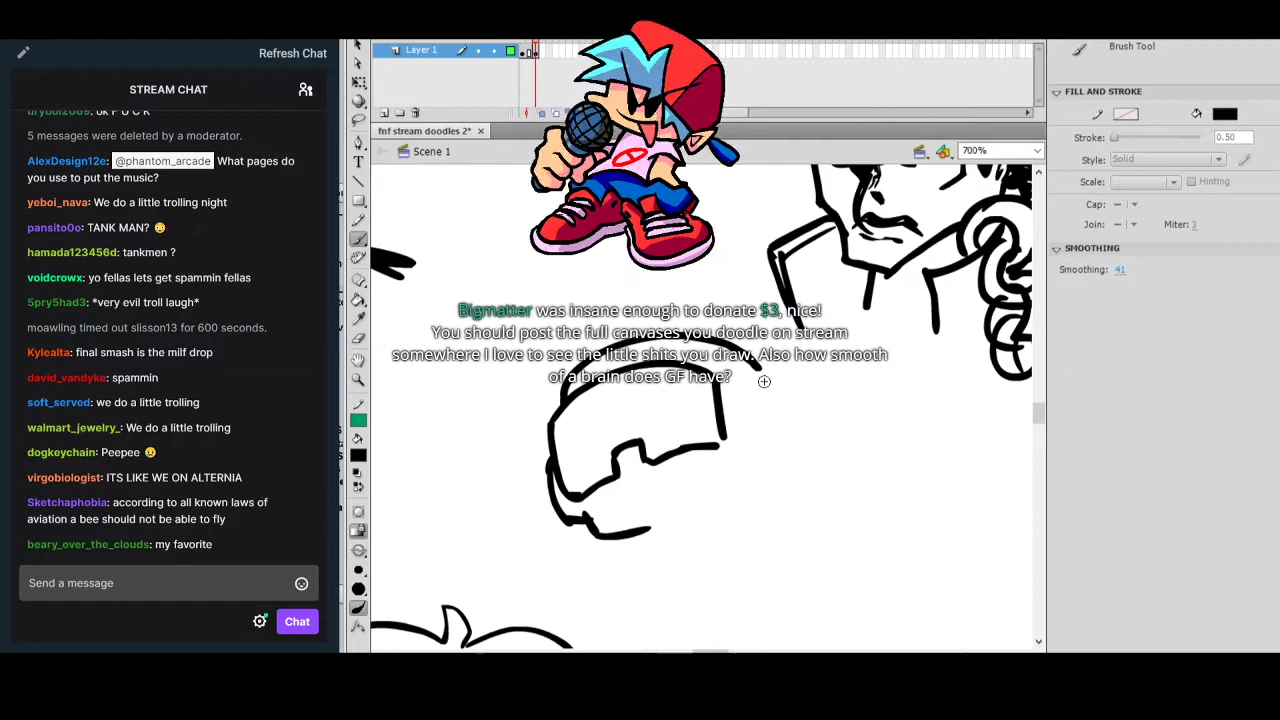 Refresh Chat
STREAM CHAT
5 messages were deleted by a moderator.
AlexDesign12e: @phantom_arcade What pages do
you use to put the music?
yeboi_nava: We do a little trolling night
pansito0o: TANK MAN? 😳
hamada123456d: tankmen ?
voidcrowx: yo fellas lets get spammin fellas
5pry5had3: *very evil troll laugh*
moawling timed out slisson13 for 600 seconds.
Kylealta: final smash is the milf drop
david_vandyke: spammin
soft_served: we do a little trolling
walmart_jewelry_: We do a little trolling
dogkeychain: Peepee 😢
virgobiologist: ITS LIKE WE ON ALTERNIA
Sketchaphobia: according to all known laws of
aviation a bee should not be able to fly
beary_over_the_clouds: my favorite
Send a message
Chat
Layer 1
fnf stream doodles 2*
Scene 1
700%
Bigmatter was insane enough to donate $3, nice!
You should post the full canvases you doodle on stream
somewhere I love to see the little shits you draw. Also how smooth
of a brain does GF have?
Brush Tool
FILL AND STROKE
Stroke: 0.50
Style: Solid
Scale: Hinting
Cap:
Join: Miter: 3
SMOOTHING
Smoothing: 41